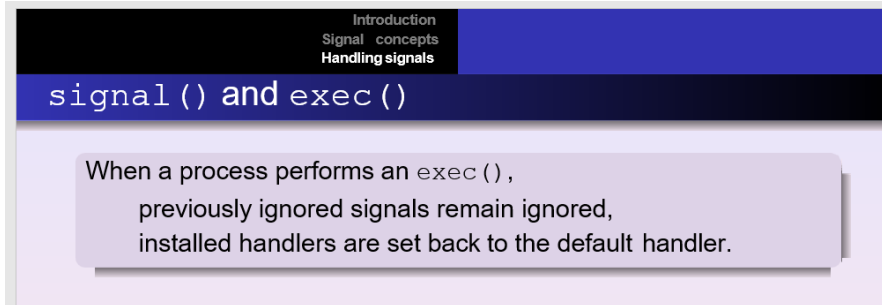 Introduction
Signal concepts
Handling signals
signal() and exec()
When a process performs an exec(),
previously ignored signals remain ignored,
installed handlers are set back to the default handler.